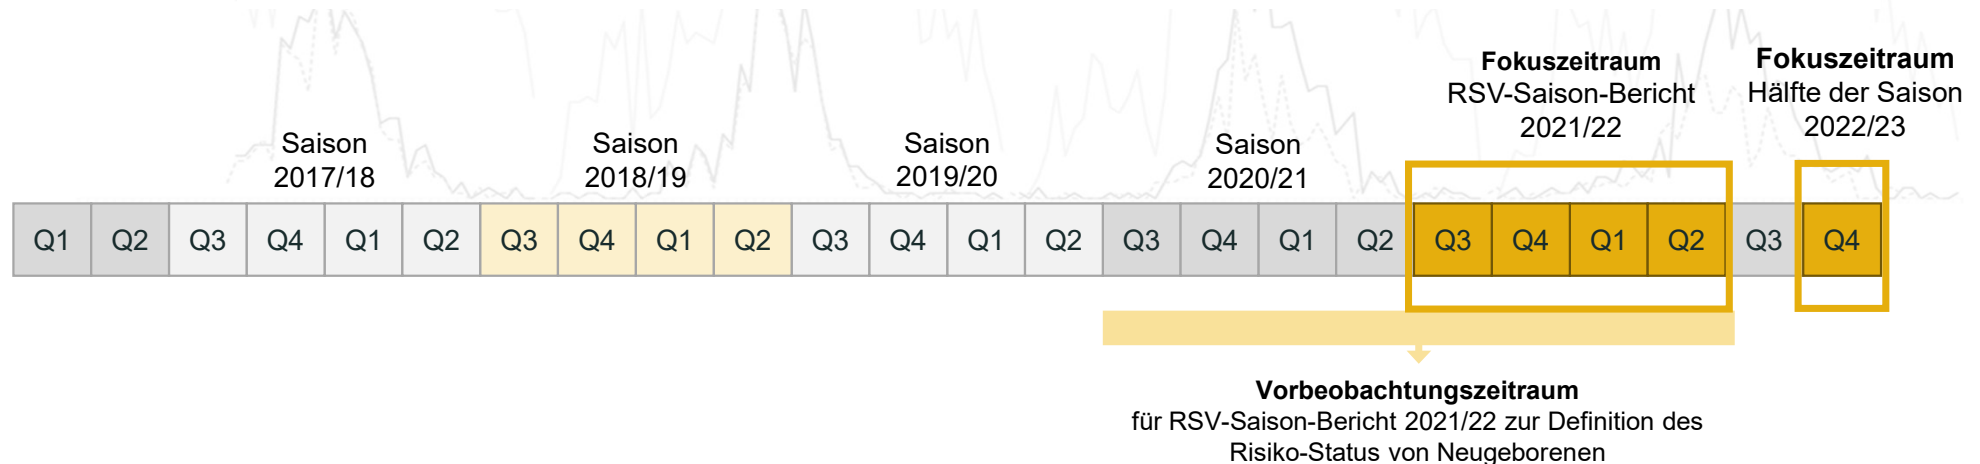 Fokuszeitraum
RSV-Saison-Bericht
2021/22
Fokuszeitraum
Hälfte der Saison
2022/23
Saison
2017/18
Saison
2018/19
Saison
2019/20
Saison
2020/21
Q1 Q2 Q3 Q4 Q1 Q2 Q3 Q4 Q1 Q2 Q3 Q4 Q1 Q2 Q3 Q4 Q1 Q2 Q3 Q4 Q1 Q2 Q3 Q4
Vorbeobachtungszeitraum
für RSV-Saison-Bericht 2021/22 zur Definition des
Risiko-Status von Neugeborenen